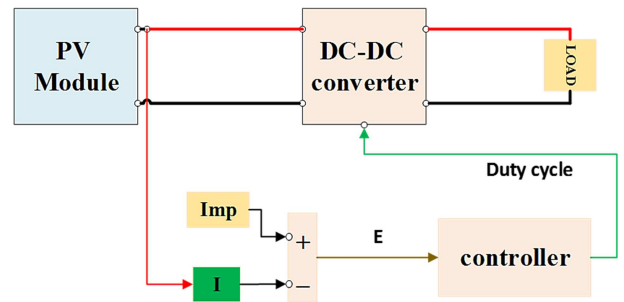 PV
Module
DC-DC
converter
LOAD
Duty cycle
Imp
+
E
controller
I
−